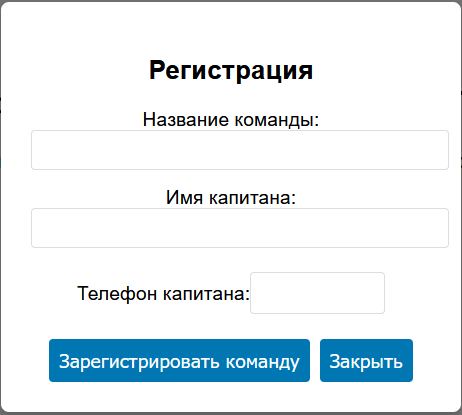 Регистрация
Название команды:
Имя капитана:
Телефон капитана:
Зарегистрировать команду Закрыть